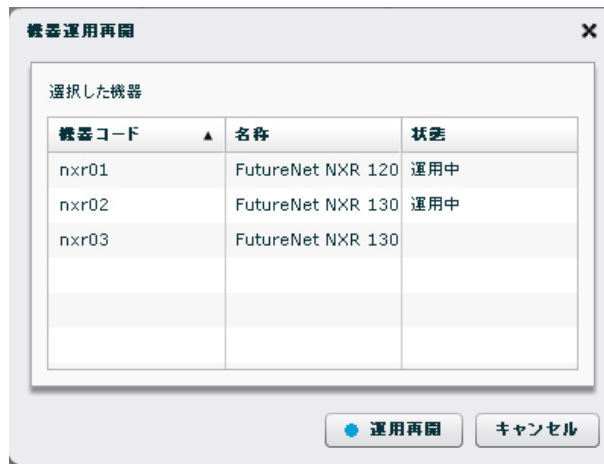 機器運用再開
選択した機器
機器コード 名称 状態
nxr01 FutureNet NXR 120 運用中
nxr02 FutureNet NXR 130 運用中
nxr03 FutureNet NXR 130
運用再開 キャンセル